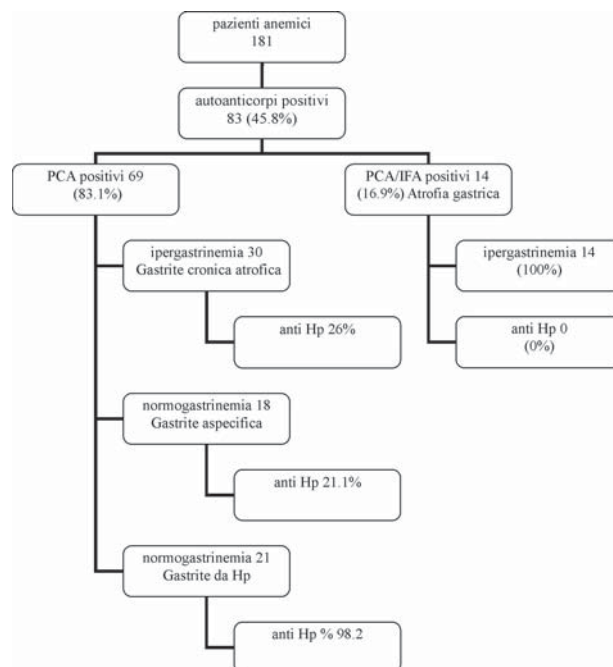 pazienti anemici
181
autoanticorpi positivi
83 (45.8%)
PCA positivi 69
(83.1%)
PCA/IFA positivi 14
(16.9%) Atrofia gastrica
ipergastrinemia 30
Gastrite cronica atrofica
ipergastrinemia 14
(100%)
anti Hp 26%
anti Hp 0
(0%)
normogastrinemia 18
Gastrite aspecifica
anti Hp 21.1%
normogastrinemia 21
Gastrite da Hp
anti Hp % 98.2